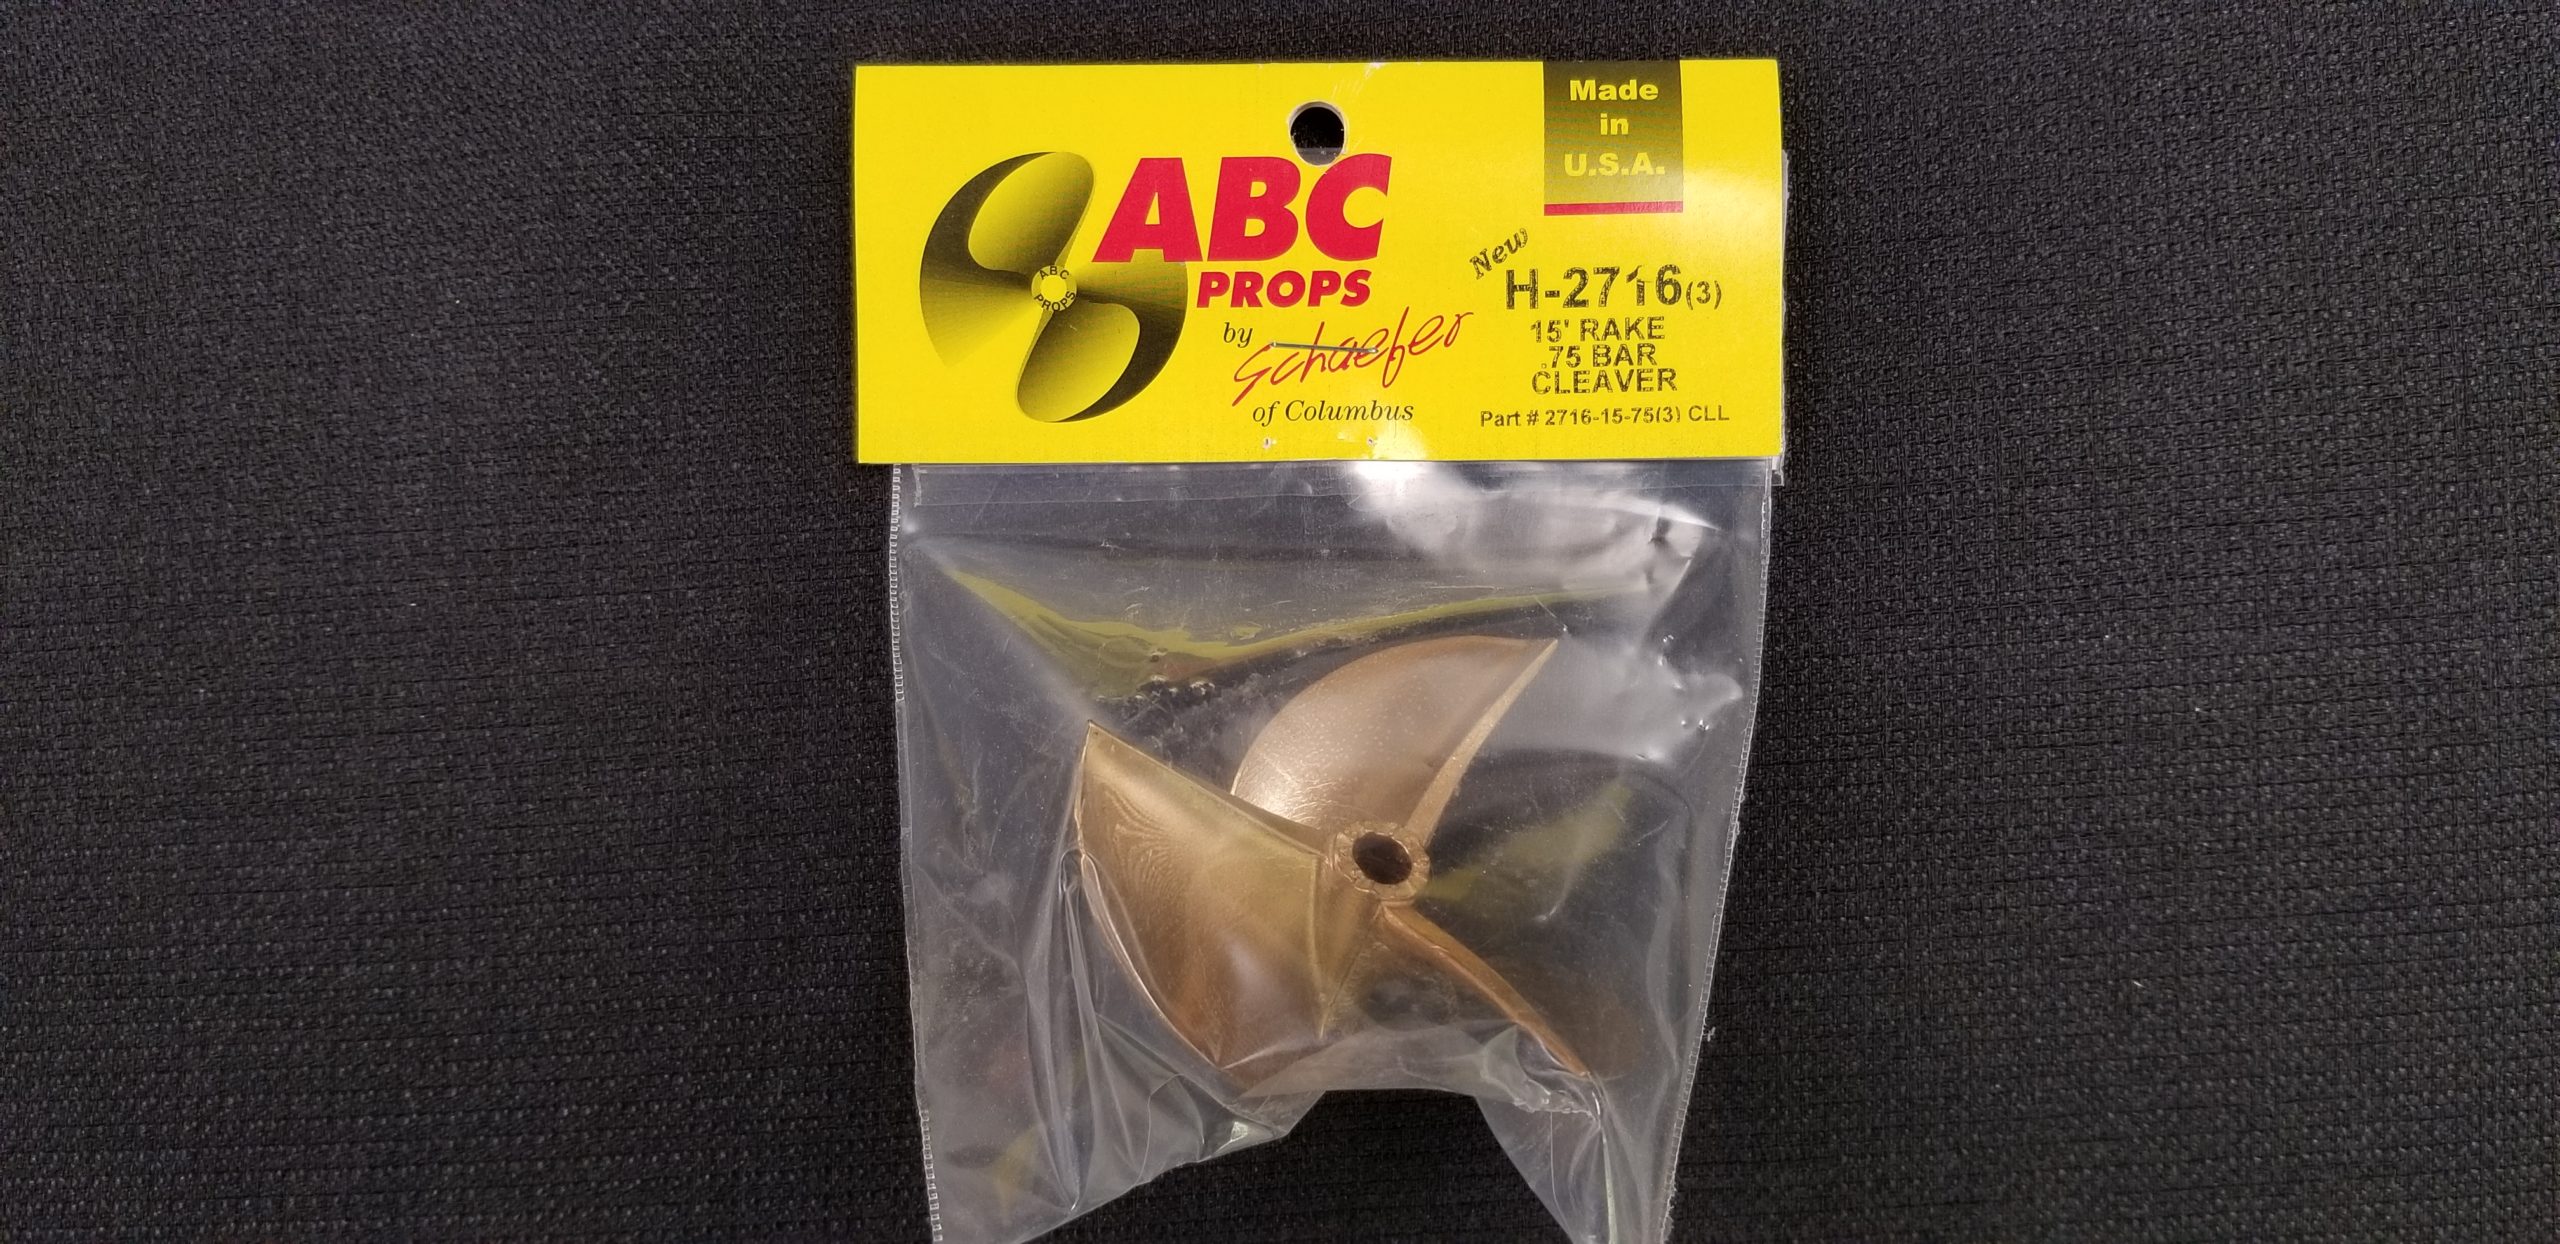 Made
in
U.S.A.
ABC
PROPS
by Schaefer
of Columbus
ABC
PROPS
New
H-2716(3)
15' RAKE
.75 BAR
CLEAVER
Part # 2716-15-75(3) CLL